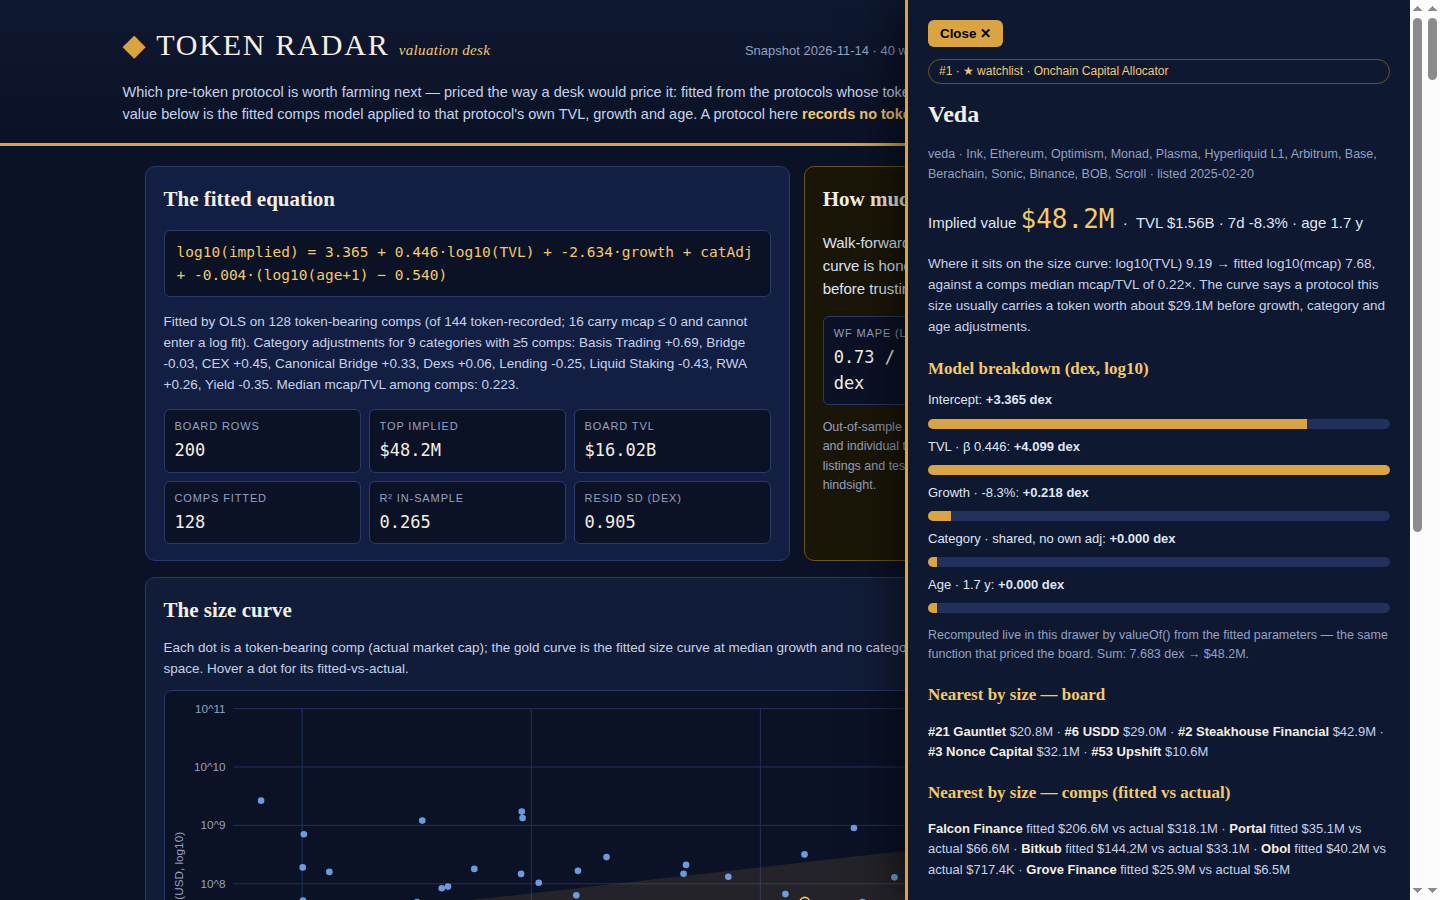 ◆ TOKEN RADAR valuation desk
Snapshot 2026-11-14 · 40 w
Which pre-token protocol is worth farming next — priced the way a desk would price it: fitted from the protocols whose toke
value below is the fitted comps model applied to that protocol's own TVL, growth and age. A protocol here records no toke
The fitted equation
log10(implied) = 3.365 + 0.446·log10(TVL) + -2.634·growth + catAdj
+ -0.004·(log10(age+1) − 0.540)
Fitted by OLS on 128 token-bearing comps (of 144 token-recorded; 16 carry mcap ≤ 0 and cannot
enter a log fit). Category adjustments for 9 categories with ≥5 comps: Basis Trading +0.69, Bridge
-0.03, CEX +0.45, Canonical Bridge +0.33, Dexs +0.06, Lending -0.25, Liquid Staking -0.43, RWA
+0.26, Yield -0.35. Median mcap/TVL among comps: 0.223.
BOARD ROWS
200
TOP IMPLIED
$48.2M
BOARD TVL
$16.02B
COMPS FITTED
128
R² IN-SAMPLE
0.265
RESID SD (DEX)
0.905
How muc
Walk-forward
curve is hone
before trustin
WF MAPE (L
0.73 /
dex
Out-of-sample
and individual t
listings and tes
hindsight.
The size curve
Each dot is a token-bearing comp (actual market cap); the gold curve is the fitted size curve at median growth and no catego
space. Hover a dot for its fitted-vs-actual.
10^11
10^10
10^9
10^8
(USD, log10)
Close ✕
#1 · ★ watchlist · Onchain Capital Allocator
Veda
veda · Ink, Ethereum, Optimism, Monad, Plasma, Hyperliquid L1, Arbitrum, Base,
Berachain, Sonic, Binance, BOB, Scroll · listed 2025-02-20
Implied value $48.2M · TVL $1.56B · 7d -8.3% · age 1.7 y
Where it sits on the size curve: log10(TVL) 9.19 → fitted log10(mcap) 7.68,
against a comps median mcap/TVL of 0.22×. The curve says a protocol this
size usually carries a token worth about $29.1M before growth, category and
age adjustments.
Model breakdown (dex, log10)
Intercept: +3.365 dex
TVL · β 0.446: +4.099 dex
Growth · -8.3%: +0.218 dex
Category · shared, no own adj: +0.000 dex
Age · 1.7 y: +0.000 dex
Recomputed live in this drawer by valueOf() from the fitted parameters — the same
function that priced the board. Sum: 7.683 dex → $48.2M.
Nearest by size — board
#21 Gauntlet $20.8M · #6 USDD $29.0M · #2 Steakhouse Financial $42.9M ·
#3 Nonce Capital $32.1M · #53 Upshift $10.6M
Nearest by size — comps (fitted vs actual)
Falcon Finance fitted $206.6M vs actual $318.1M · Portal fitted $35.1M vs
actual $66.6M · Bitkub fitted $144.2M vs actual $33.1M · Obol fitted $40.2M vs
actual $717.4K · Grove Finance fitted $25.9M vs actual $6.5M